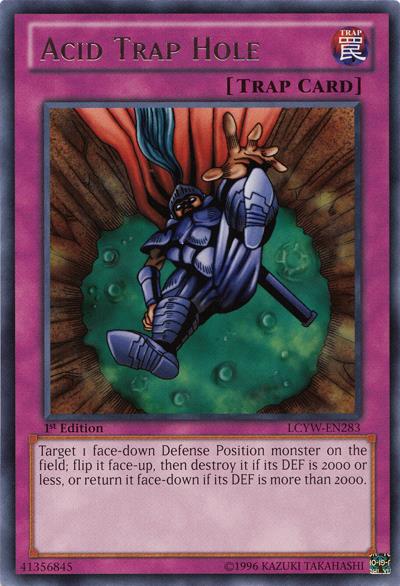 ACID TRAP HOLE
TRAP
罠
[TRAP CARD]
1st Edition
LCYW-EN283
Target 1 face-down Defense Position monster on the
field; flip it face-up, then destroy it if its DEF is 2000 or
less, or return it face-down if its DEF is more than 2000.
41356845
©1996 KAZUKI TAKAHASHI